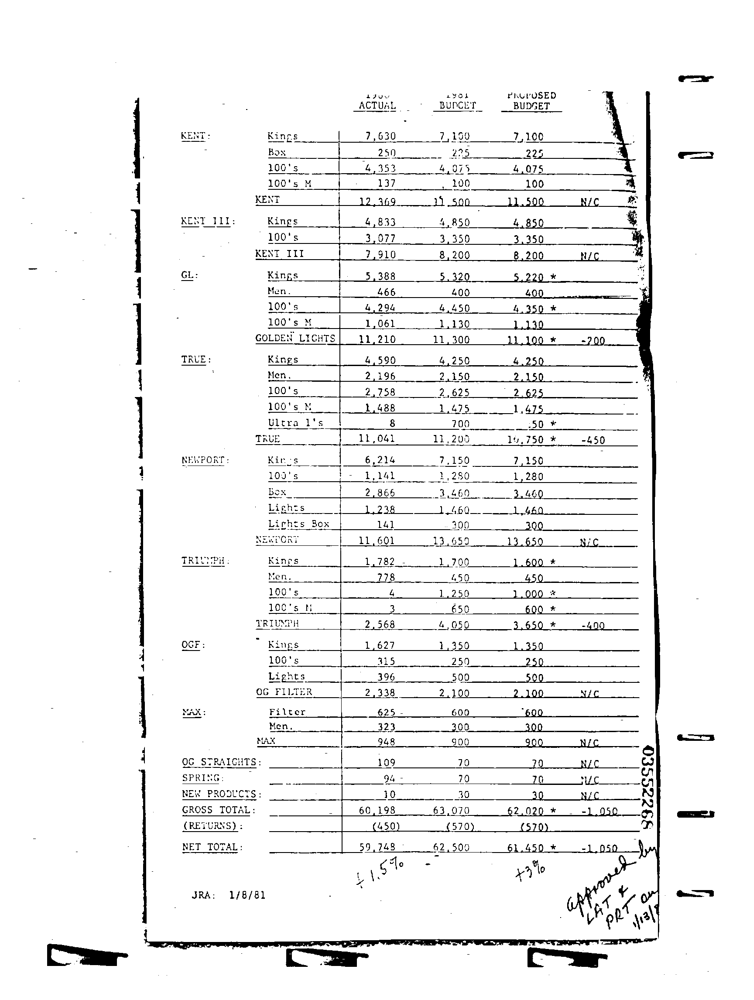 PROPOSED
ACTUAL BUDGET BUDGET
KENT: Kings 7,630 7,100 7,100
Box 250 225 225
100's 4,353 4,075 4,075
100's M 137 100 100
KENT 12,369 11,500 11,500 N/C
KENT III: Kings 4,833 4,850 4,850
100's 3,077 3,350 3,350
KENT III 7,910 8,200 8,200 N/C
GL: Kings 5,388 5,320 5,220 *
Men. 466 400 400
100's 4,294 4,450 4,350 *
100's M 1,061 1,130 1,130
GOLDEN LIGHTS 11,210 11,300 11,100 * -200
TRUE: Kings 4,590 4,250 4,250
Men. 2,196 2,150 2,150
100's 2,758 2,625 2,625
100's M 1,488 1,475 1,475
Ultra 1's 8 700 50 *
TRUE 11,041 11,200 10,750 * -450
NEWPORT: Kings 6,214 7,150 7,150
100's 1,141 1,280 1,280
Box 2,866 3,460 3,460
Lights 1,238 1,460 1,460
Lights Box 141 300 300
NEWPORT 11,601 13,650 13,650 N/C
TRIUMPH: Kings 1,782 1,700 1,600 *
Men. 778 450 450
100's 4 1,250 1,000 *
100's M 3 650 600 *
TRIUMPH 2,568 4,050 3,650 * -400
OGF: Kings 1,627 1,350 1,350
100's 315 250 250
Lights 396 500 500
OG FILTER 2,338 2,100 2,100 N/C
MAX: Filter 625 600 600
Men. 323 300 300
MAX 948 900 900 N/C
OG STRAIGHTS: 109 70 70 N/C
SPRING: 94 70 70 N/C
NEW PRODUCTS: 10 30 30 N/C
GROSS TOTAL: 60,198 63,070 62,020 * -1,050
(RETURNS): (450) (570) (570)
NET TOTAL: 59,748 62,500 61,450 * -1,050
+1.5% - +3%
JRA: 1/8/81
Approved by
LAT &
PRT on
03552268